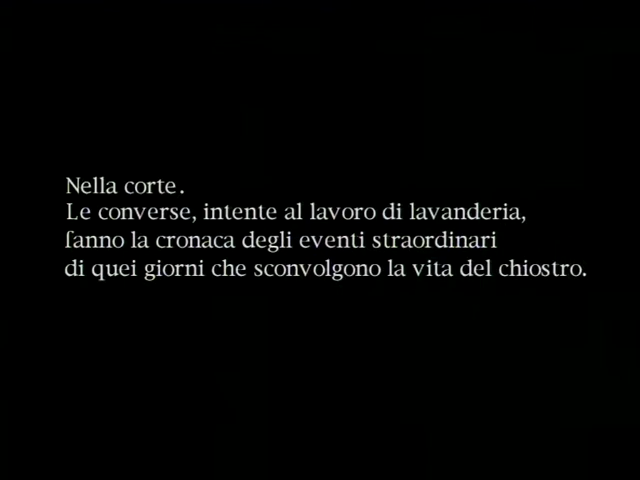 Nella corte.
Le converse, intente al lavoro di lavanderia,
fanno la cronaca degli eventi straordinari
di quei giorni che sconvolgono la vita del chiostro.